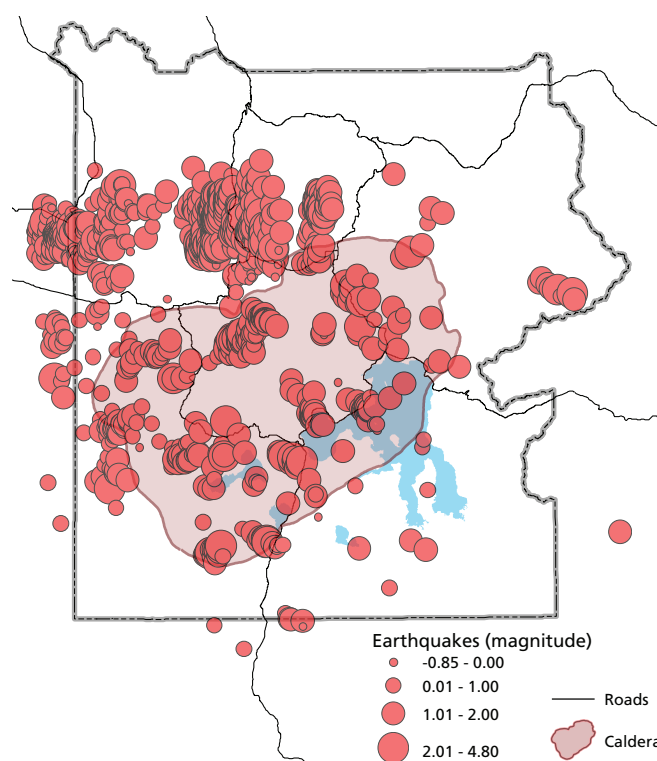 Earthquakes (magnitude)
-0.85 - 0.00
0.01 - 1.00
1.01 - 2.00
2.01 - 4.80
Roads
Caldera